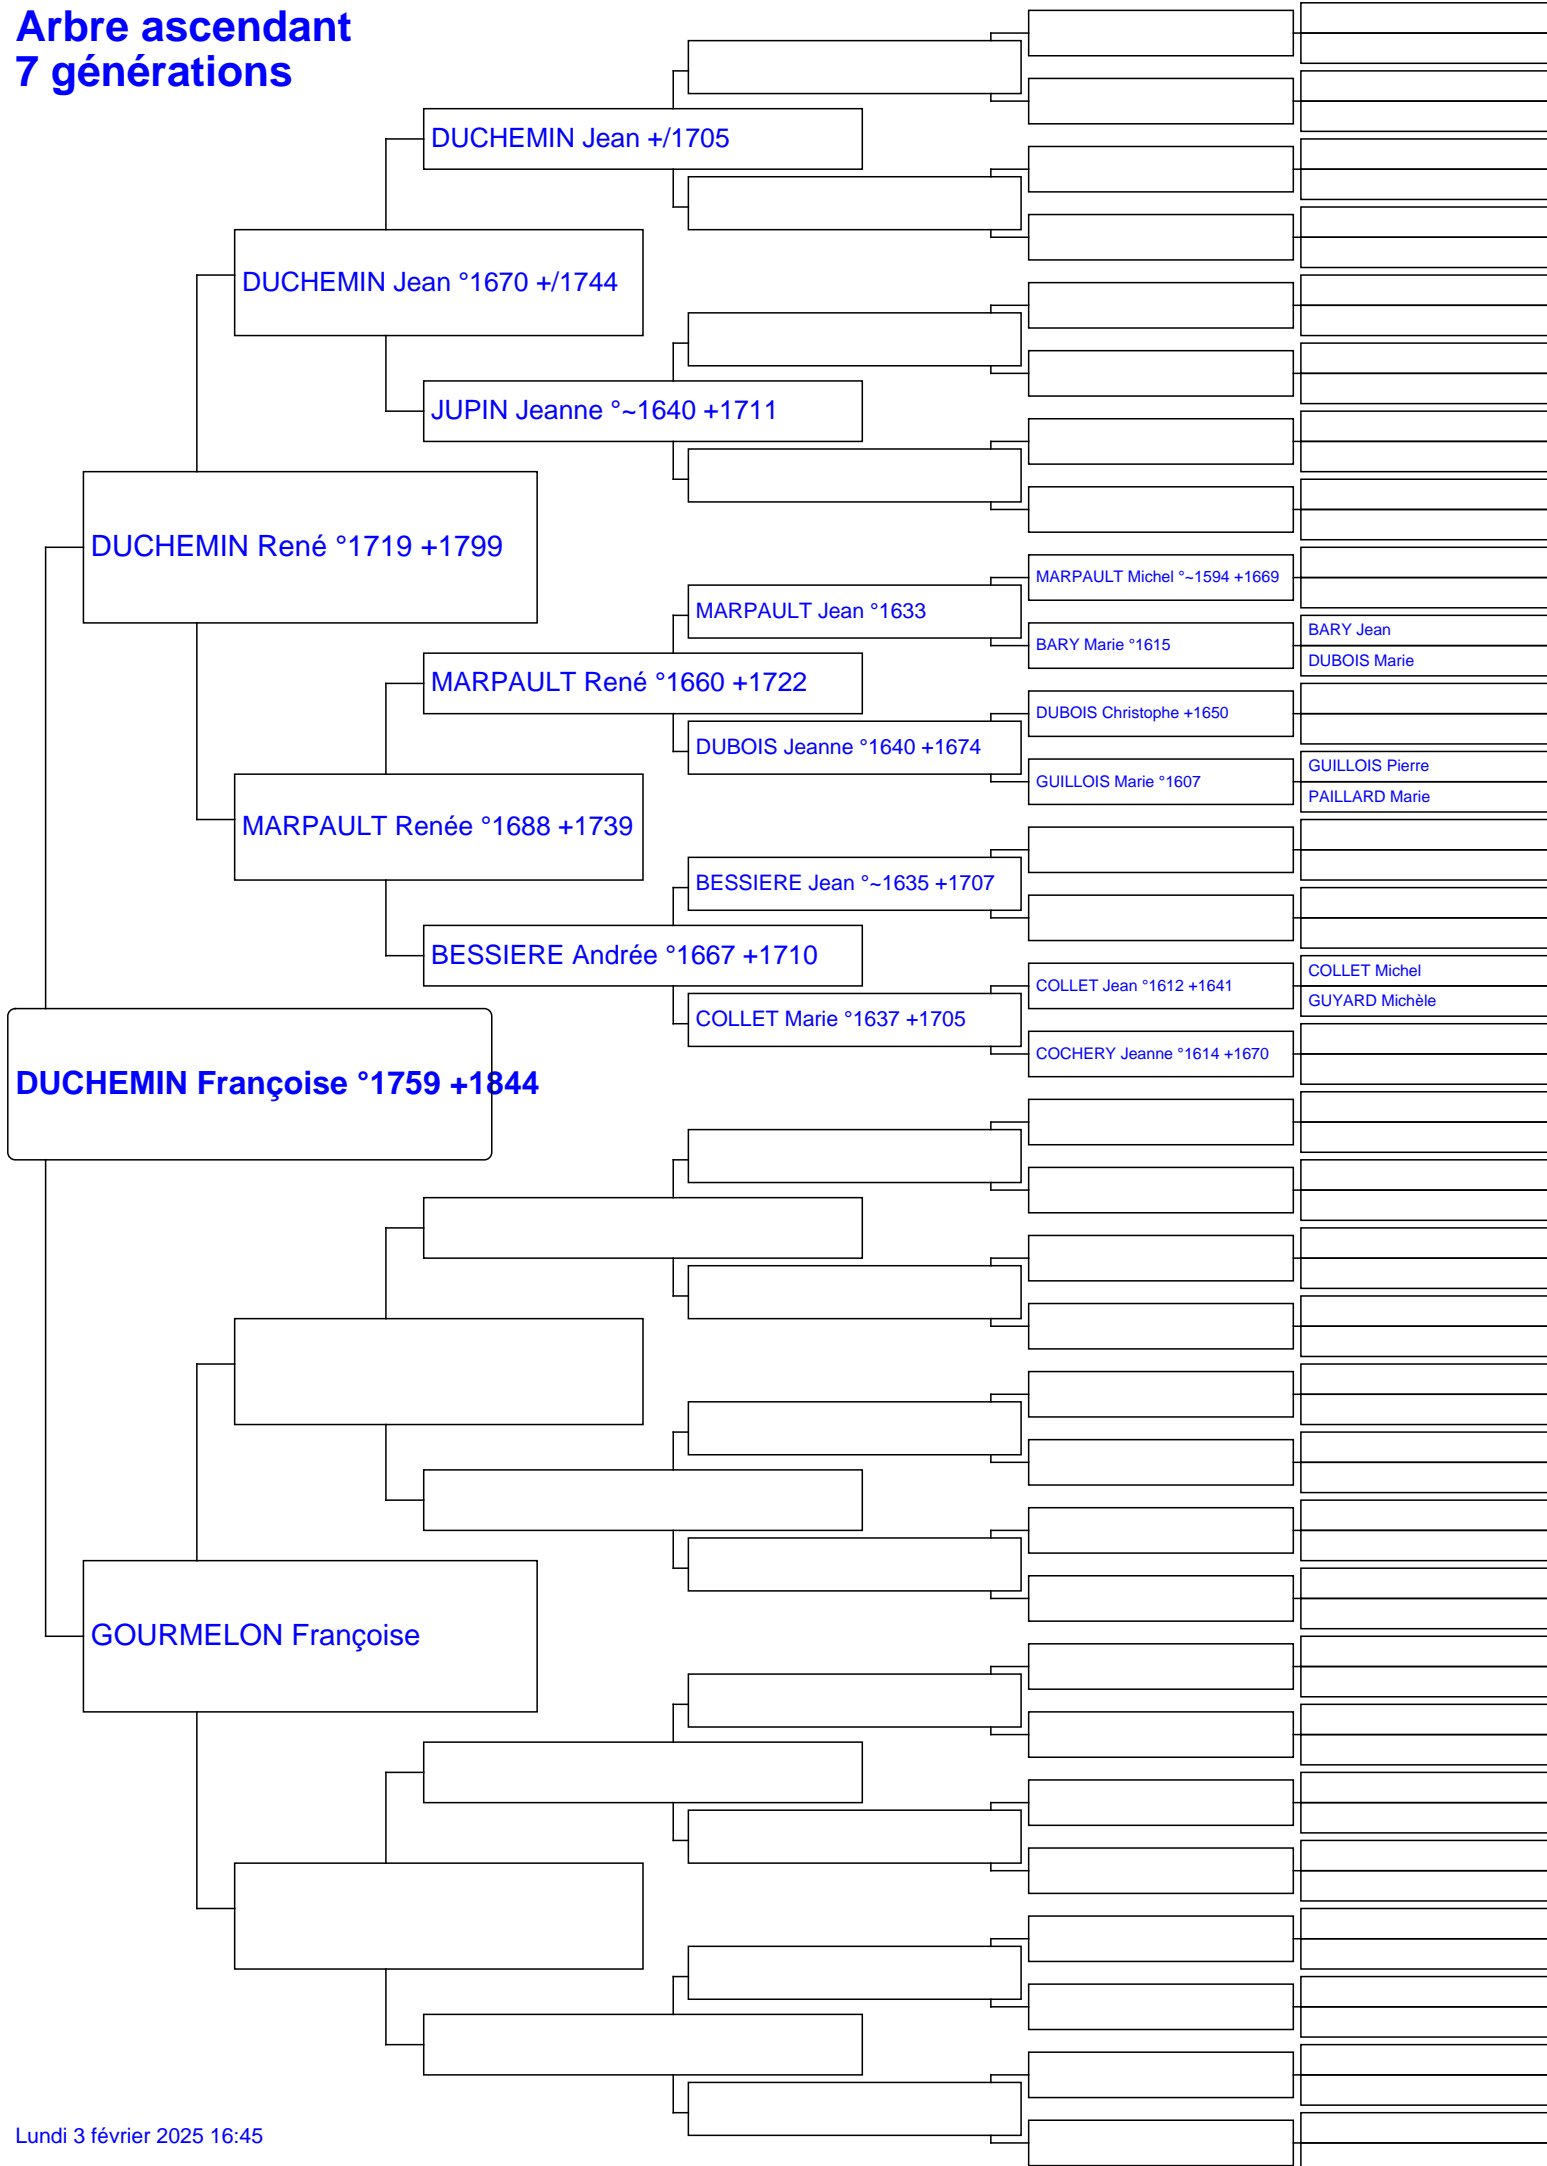 Arbre ascendant
7 générations
DUCHEMIN Jean +/1705
DUCHEMIN Jean °1670 +/1744
JUPIN Jeanne °~1640 +1711
DUCHEMIN René °1719 +1799
MARPAULT Michel °~1594 +1669
MARPAULT Jean °1633
BARY Marie °1615
BARY Jean
DUBOIS Marie
MARPAULT René °1660 +1722
DUBOIS Christophe +1650
DUBOIS Jeanne °1640 +1674
GUILLOIS Marie °1607
GUILLOIS Pierre
PAILLARD Marie
MARPAULT Renée °1688 +1739
BESSIERE Jean °~1635 +1707
BESSIERE Andrée °1667 +1710
COLLET Jean °1612 +1641
COLLET Michel
GUYARD Michèle
COLLET Marie °1637 +1705
COCHERY Jeanne °1614 +1670
DUCHEMIN Françoise °1759 +1844
GOURMELON Françoise
Lundi 3 février 2025 16:45